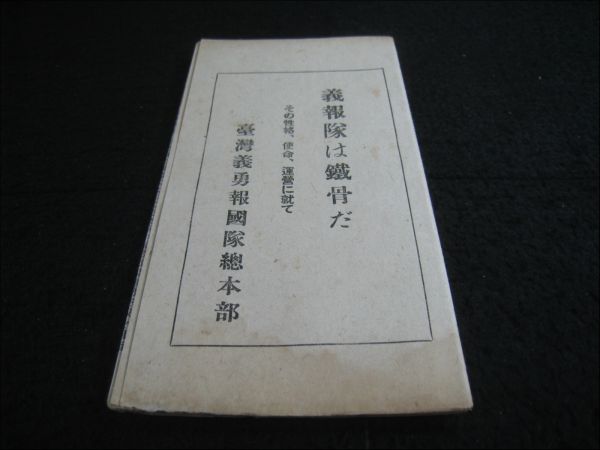 義報隊は鐵骨だ
その性格、使命、運營に就て
臺灣義勇報國隊總本部